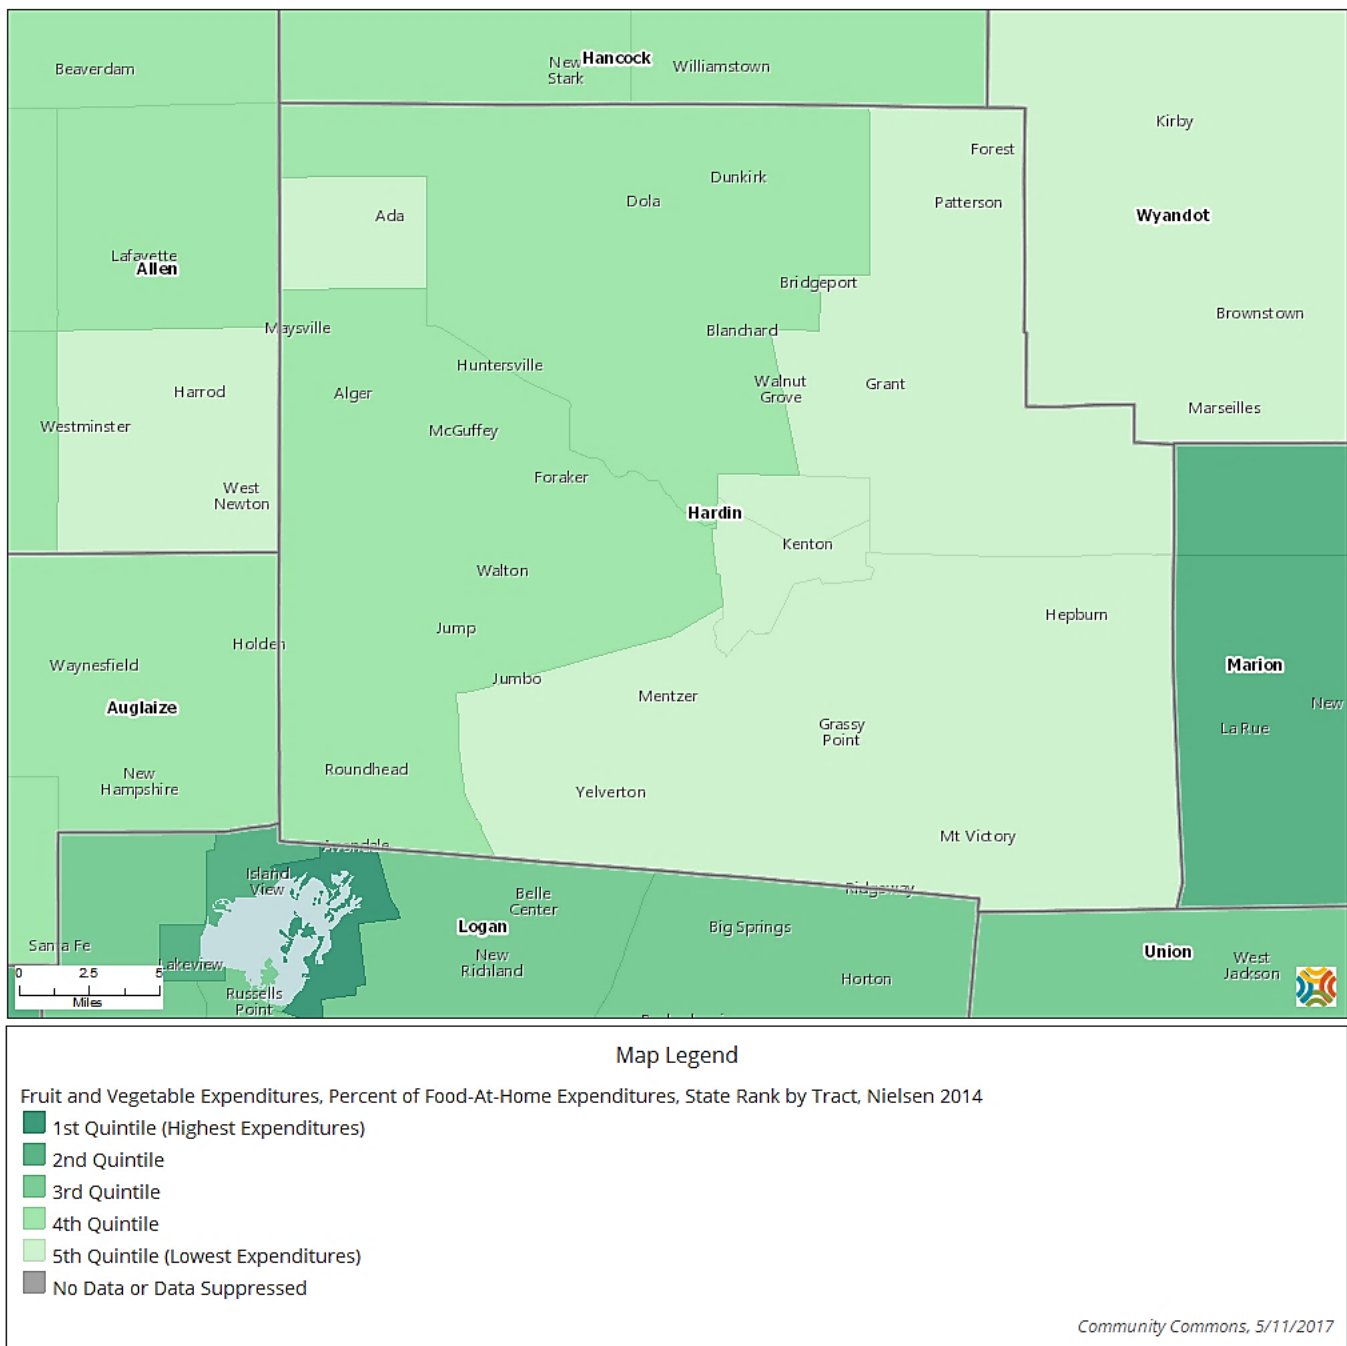 Beaverdam
New
Stark
Hancock
Williamstown
Kirby
Forest
Dunkirk
Dola
Patterson
Ada
Wyandot
Lafayette
Allen
Bridgeport
Brownstown
Maysville
Blanchard
Huntersville
Harrod
Alger
Walnut
Grove
Grant
Marseilles
Westminster
McGuffey
Foraker
West
Newton
Hardin
Kenton
Walton
Hepburn
Jump
Holden
Waynesfield
Marion
Jumbo
Mentzer
New
Auglaize
Grassy
Point
La Rue
Roundhead
New
Hampshire
Yelverton
Mt Victory
Avondale
Island
View
Ridgeway
Belle
Center
Logan
Big Springs
Santa Fe
Union
New
Richland
West
Jackson
Lakeview
Horton
0 2.5 5
Miles
Russells
Point
Map Legend
Fruit and Vegetable Expenditures, Percent of Food-At-Home Expenditures, State Rank by Tract, Nielsen 2014
1st Quintile (Highest Expenditures)
2nd Quintile
3rd Quintile
4th Quintile
5th Quintile (Lowest Expenditures)
No Data or Data Suppressed
Community Commons, 5/11/2017